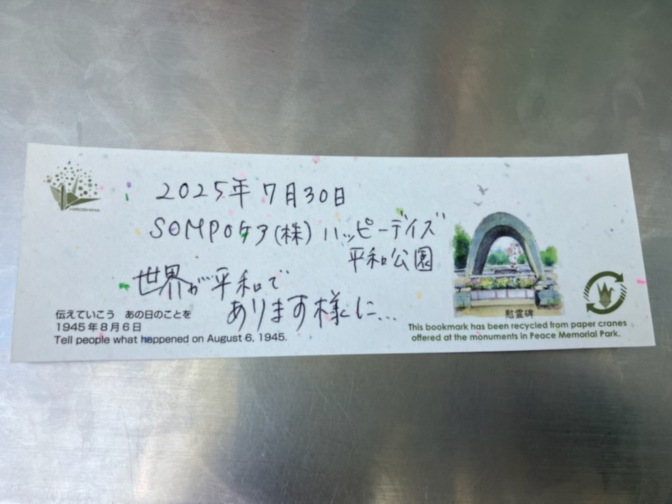 2025年7月30日
SOMPOケア(株)ハッピーデイズ
平和公園
世界が平和で
あります様に...
伝えていこう あの日のことを
1945年8月6日
Tell people what happened on August 6, 1945.
慰霊碑
This bookmark has been recycled from paper cranes
offered at the monuments in Peace Memorial Park.